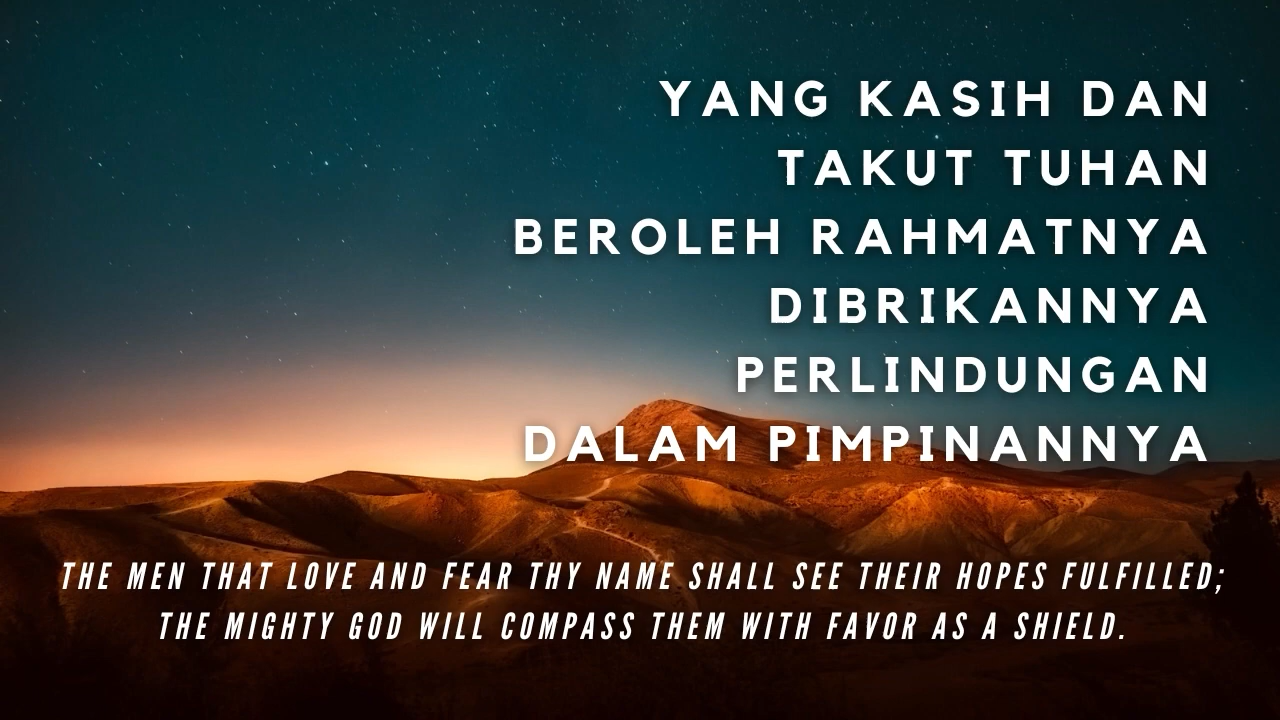 YANG KASIH DAN
TAKUT TUHAN
BEROLEH RAHMATNYA
DIBRIKANNYA
PERLINDUNGAN
DALAM PIMPINANNYA
THE MEN THAT LOVE AND FEAR THY NAME SHALL SEE THEIR HOPES FULFILLED;
THE MIGHTY GOD WILL COMPASS THEM WITH FAVOR AS A SHIELD.